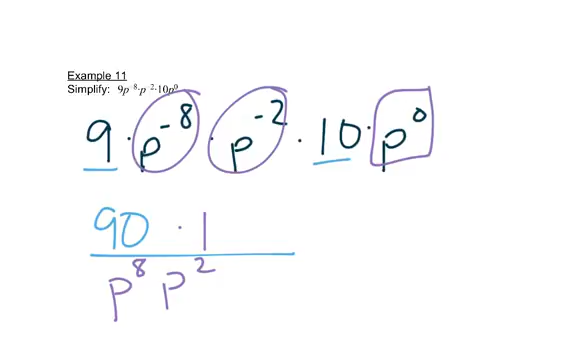 Example 11
Simplify: 9p ⁸·p ²·10p⁰
9 · p⁻⁸ · p⁻² · 10 · p⁰
90 · 1
p⁸ p²